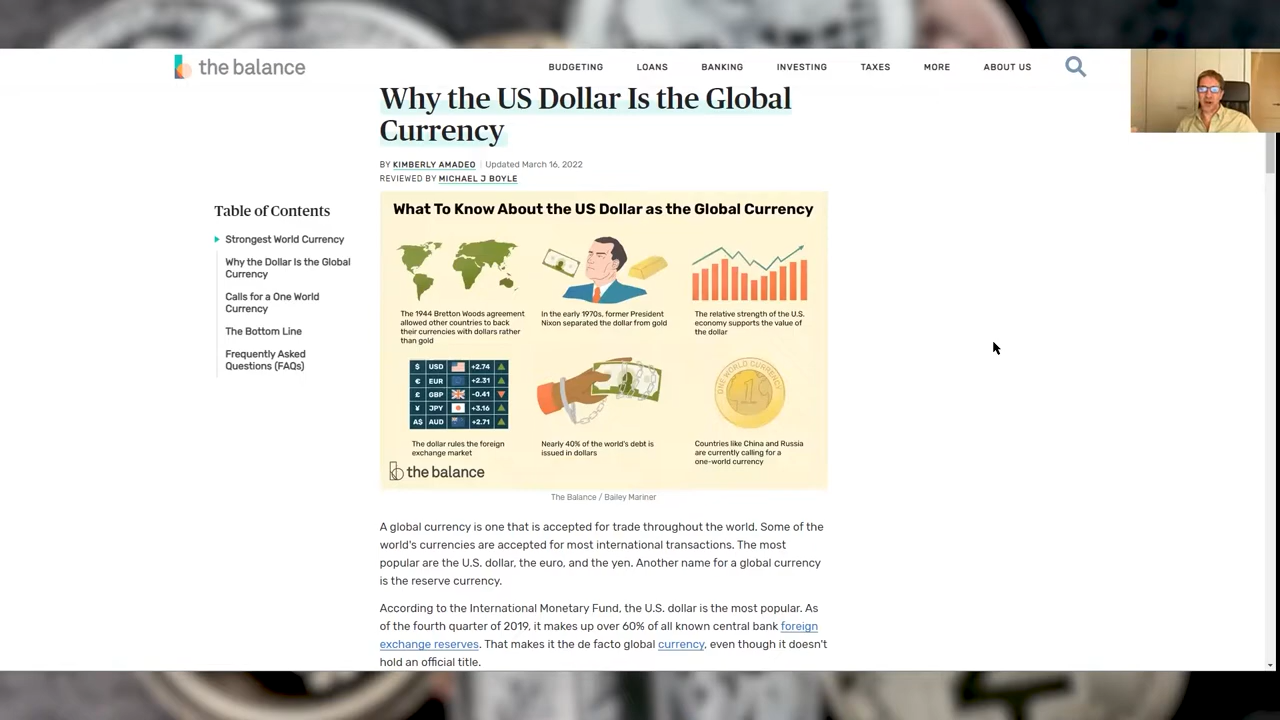 the balance
BUDGETING LOANS BANKING INVESTING TAXES MORE ABOUT US
Why the US Dollar Is the Global
Currency
BY KIMBERLY AMADEO | Updated March 16, 2022
REVIEWED BY MICHAEL J BOYLE
Table of Contents
Strongest World Currency
Why the Dollar Is the Global
Currency
Calls for a One World
Currency
The Bottom Line
Frequently Asked
Questions (FAQs)
What To Know About the US Dollar as the Global Currency
The 1944 Bretton Woods agreement
allowed other countries to back
their currencies with dollars rather
than gold
In the early 1970s, former President
Nixon separated the dollar from gold
The relative strength of the U.S.
economy supports the value of
the dollar
$ USD +2.74
€ EUR +2.31
£ GBP -0.41
¥ JPY +3.16
A$ AUD +2.71
The dollar rules the foreign
exchange market
Nearly 40% of the world's debt is
issued in dollars
ONE WORLD CURRENCY
1
Countries like China and Russia
are currently calling for a
one-world currency
the balance
The Balance / Bailey Mariner
A global currency is one that is accepted for trade throughout the world. Some of the
world's currencies are accepted for most international transactions. The most
popular are the U.S. dollar, the euro, and the yen. Another name for a global currency
is the reserve currency.
According to the International Monetary Fund, the U.S. dollar is the most popular. As
of the fourth quarter of 2019, it makes up over 60% of all known central bank foreign
exchange reserves. That makes it the de facto global currency, even though it doesn't
hold an official title.